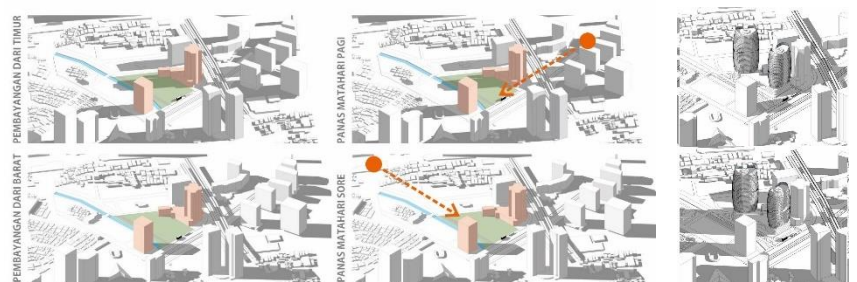 PEMBAYANGAN DARI TIMUR
PANAS MATAHARI PAGI
PEMBAYANGAN DARI BARAT
PANAS MATAHARI SORE